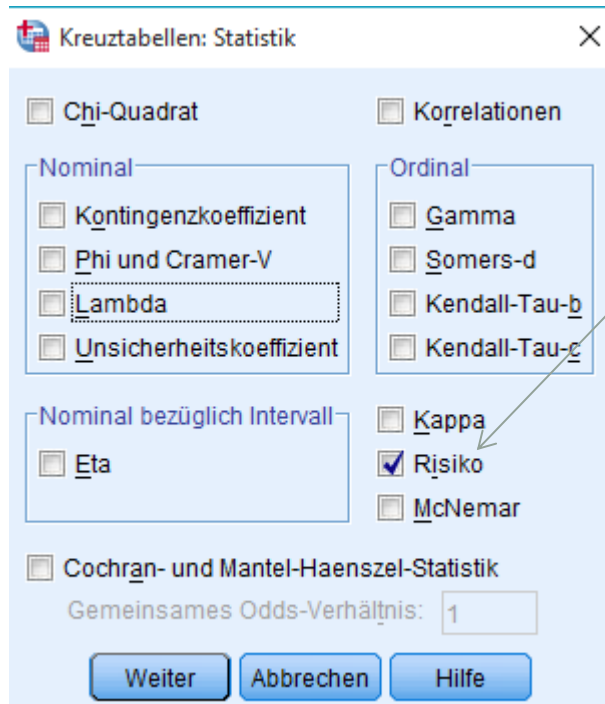 Kreuztabellen: Statistik
Chi-Quadrat
Korrelationen
Nominal
Kontingenzkoeffizient
Phi und Cramer-V
Lambda
Unsicherheitskoeffizient
Ordinal
Gamma
Somers-d
Kendall-Tau-b
Kendall-Tau-c
Nominal bezüglich Intervall
Eta
Kappa
Risiko
McNemar
Cochran- und Mantel-Haenszel-Statistik
Gemeinsames Odds-Verhältnis: 1
Weiter Abbrechen Hilfe